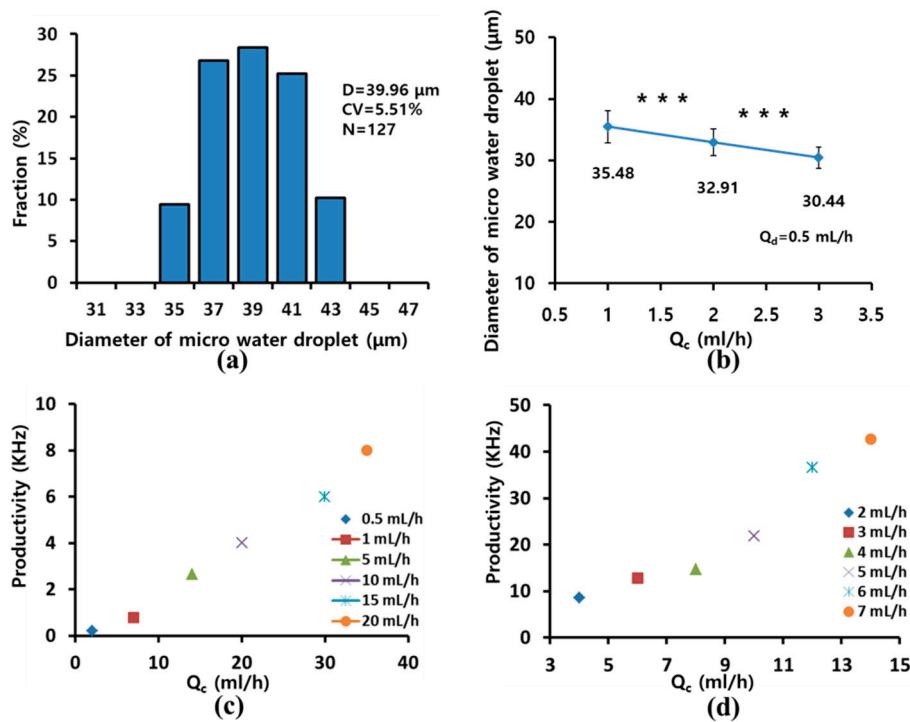 30
25
20
15
10
5
0
Fraction (%)
D=39.96 μm
CV=5.51%
N=127
31 33 35 37 39 41 43 45 47
Diameter of micro water droplet (μm)
(a)
Diameter of micro water droplet (μm)
50
40
30
20
10
* * *
* * *
35.48
32.91
30.44
Qd=0.5 mL/h
0.5 1 1.5 2 2.5 3 3.5
Qc (ml/h)
(b)
Productivity (KHz)
10
8
6
4
2
0
0.5 mL/h
1 mL/h
5 mL/h
10 mL/h
15 mL/h
20 mL/h
0 10 20 30 40
Qc (ml/h)
(c)
Productivity (KHz)
50
40
30
20
10
0
2 mL/h
3 mL/h
4 mL/h
5 mL/h
6 mL/h
7 mL/h
3 5 7 9 11 13 15
Qc (ml/h)
(d)